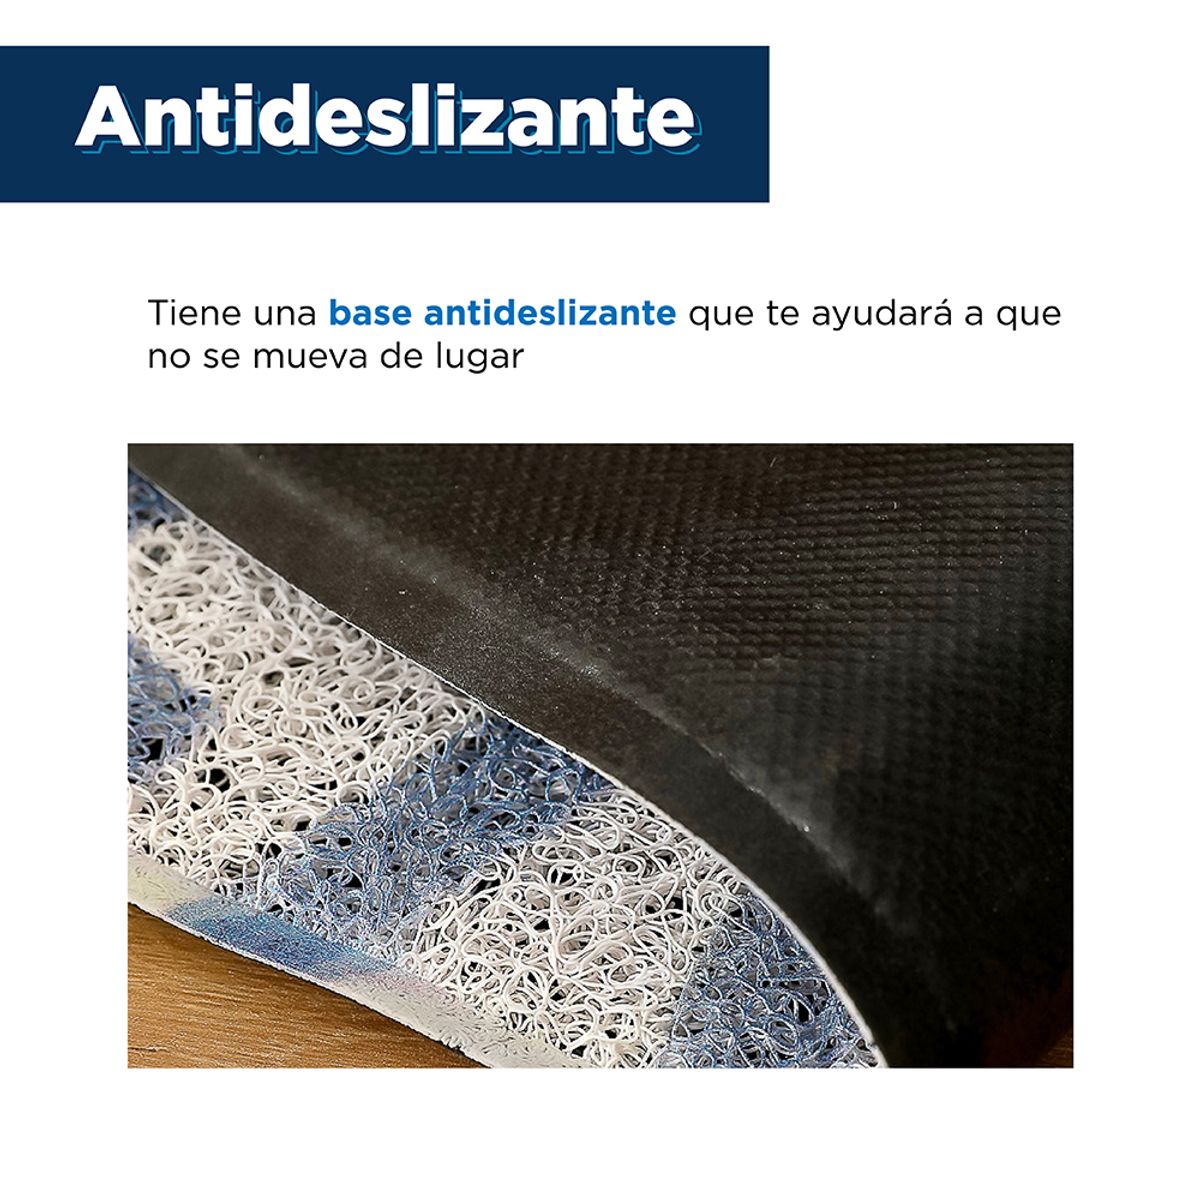 Antideslizante
Tiene una base antideslizante que te ayudará a que
no se mueva de lugar